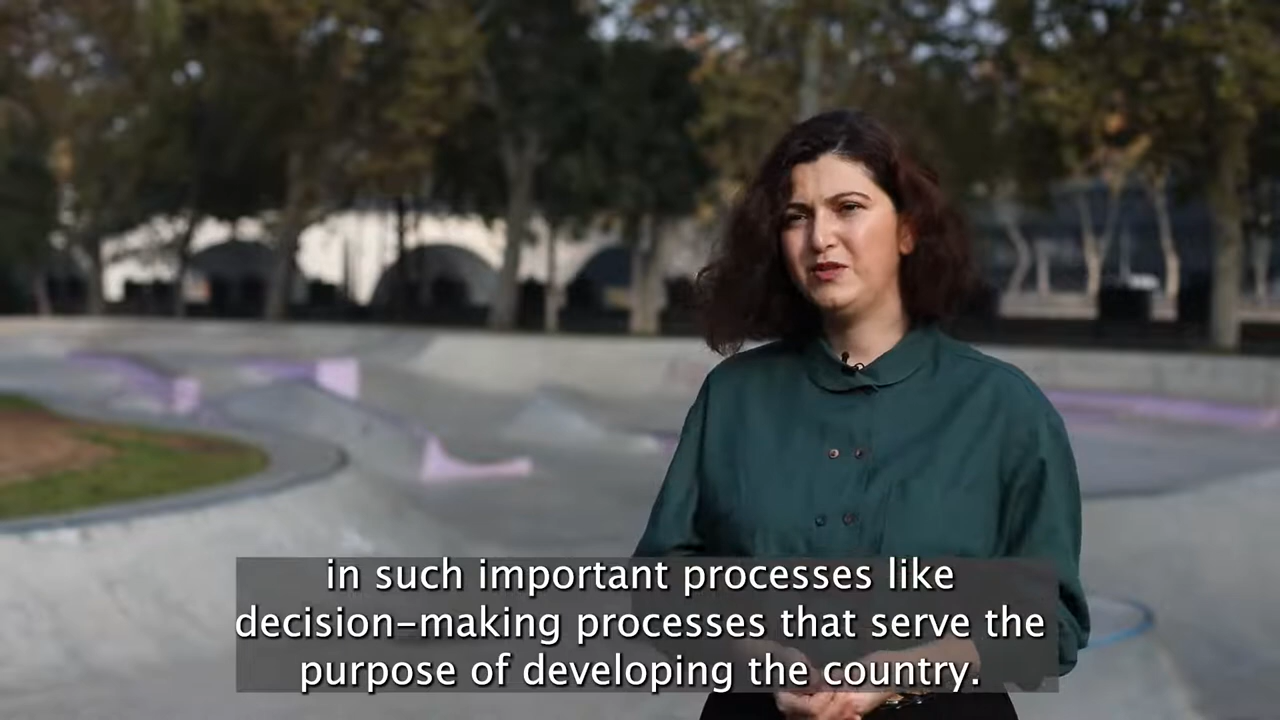 in such important processes like
decision-making processes that serve the
purpose of developing the country.